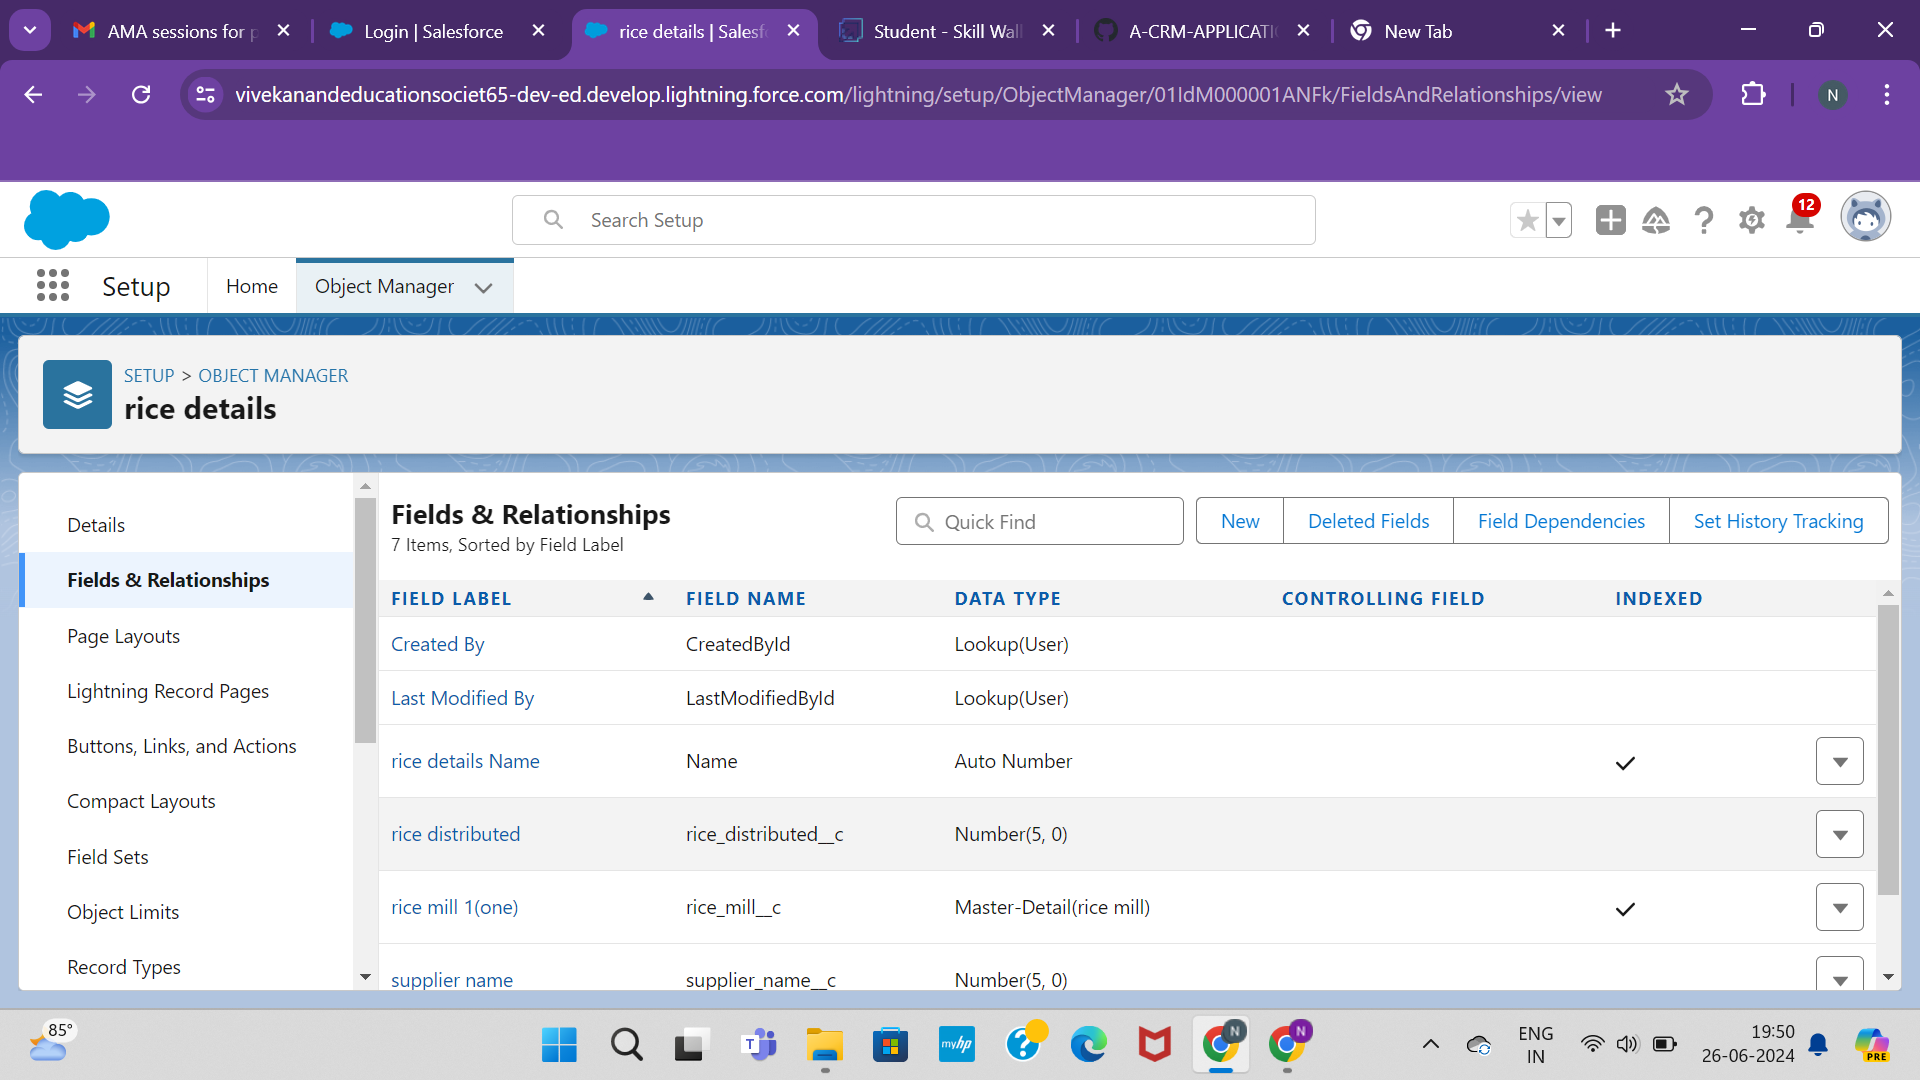 AMA sessions for p
Login | Salesforce
rice details | Salesf
Student - Skill Wall
A-CRM-APPLICATI
New Tab
vivekanandeducationsociet65-dev-ed.develop.lightning.force.com/lightning/setup/ObjectManager/01IdM000001ANFk/FieldsAndRelationships/view
N
Search Setup
12
Setup
Home
Object Manager
SETUP > OBJECT MANAGER
rice details
Details
Fields & Relationships
Page Layouts
Lightning Record Pages
Buttons, Links, and Actions
Compact Layouts
Field Sets
Object Limits
Record Types
Fields & Relationships
7 Items, Sorted by Field Label
Quick Find
New
Deleted Fields
Field Dependencies
Set History Tracking
FIELD LABEL FIELD NAME DATA TYPE CONTROLLING FIELD INDEXED
Created By CreatedById Lookup(User)
Last Modified By LastModifiedById Lookup(User)
rice details Name Name Auto Number
rice distributed rice_distributed__c Number(5, 0)
rice mill 1(one) rice_mill__c Master-Detail(rice mill)
supplier name supplier_name__c Number(5, 0)
85°
T
myhp
?
N
N
ENG
IN
19:50
26-06-2024
PRE